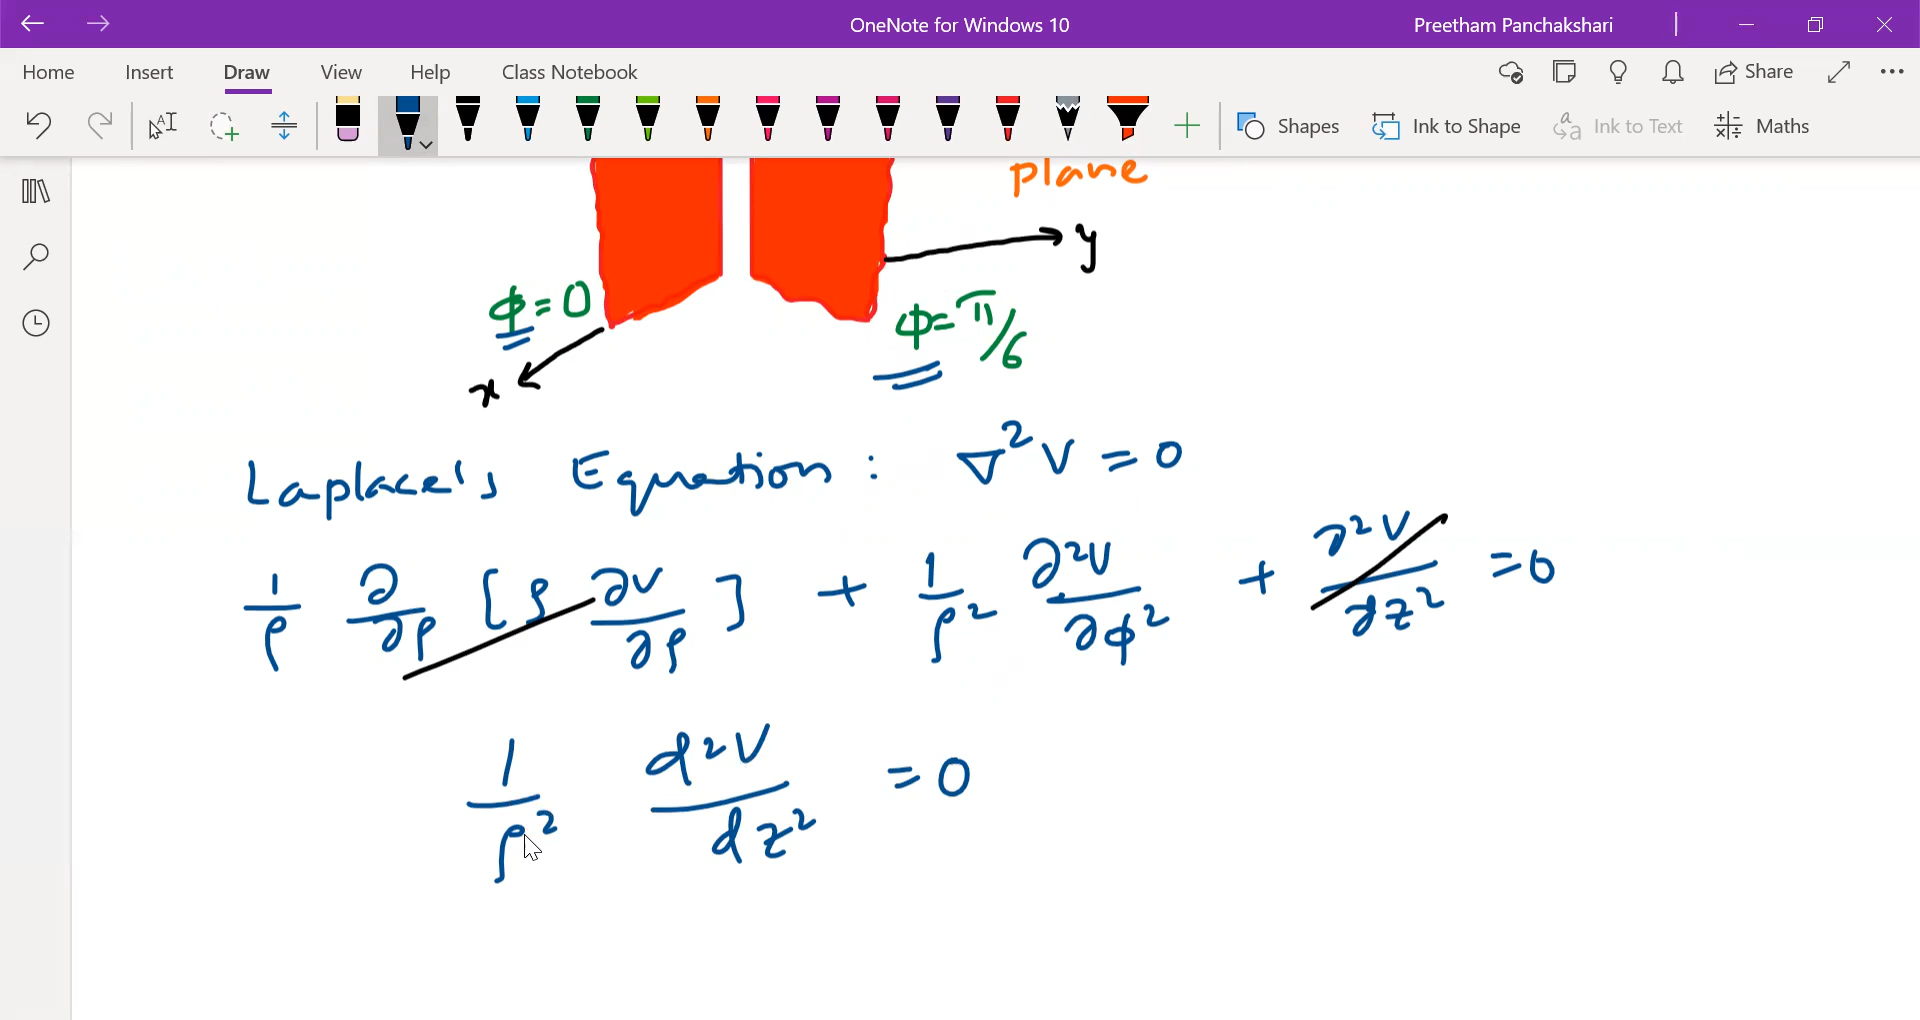 OneNote for Windows 10
Preetham Panchakshari
Home Insert Draw View Help Class Notebook Share
Shapes Ink to Shape Ink to Text Maths
plane
y
ϕ=0
ϕ=π/6
x
Laplace's Equation : ∇²V = 0
1/ρ ∂/∂ρ [ρ ∂V/∂ρ] + 1/ρ² ∂²V/∂ϕ² + ∂²V/∂z² = 0
1/ρ² d²V/dz² = 0